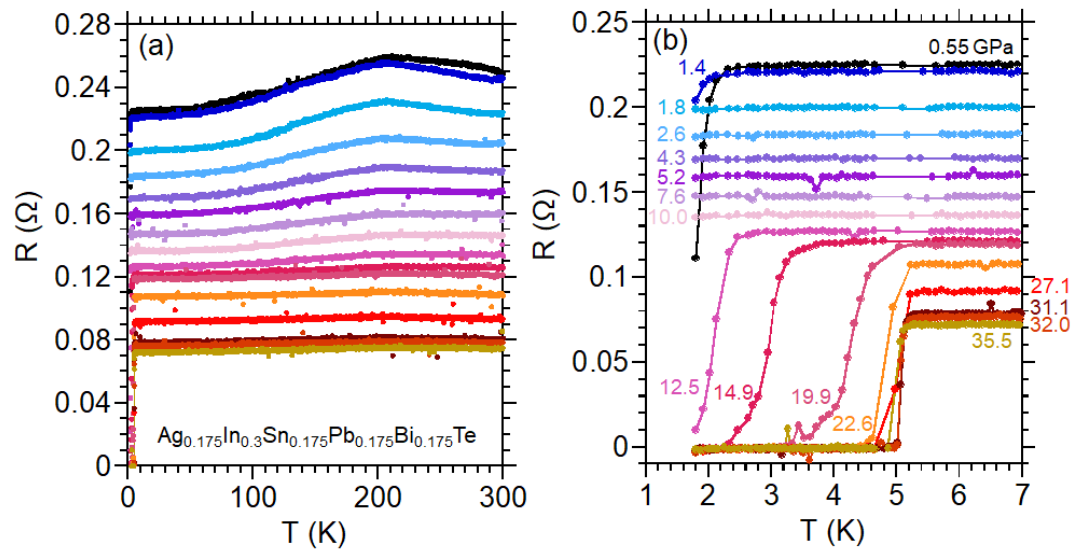 (a)
0.28
0.24
0.2
0.16
0.12
0.08
0.04
0
R (Ω)
Ag0.175In0.3Sn0.175Pb0.175Bi0.175Te
0 100 200 300
T (K)
(b)
0.25
0.2
0.15
0.1
0.05
0
R (Ω)
0.55 GPa
1.4
1.8
2.6
4.3
5.2
7.6
10.0
12.5
14.9
19.9
22.6
27.1
31.1
32.0
35.5
1 2 3 4 5 6 7
T (K)